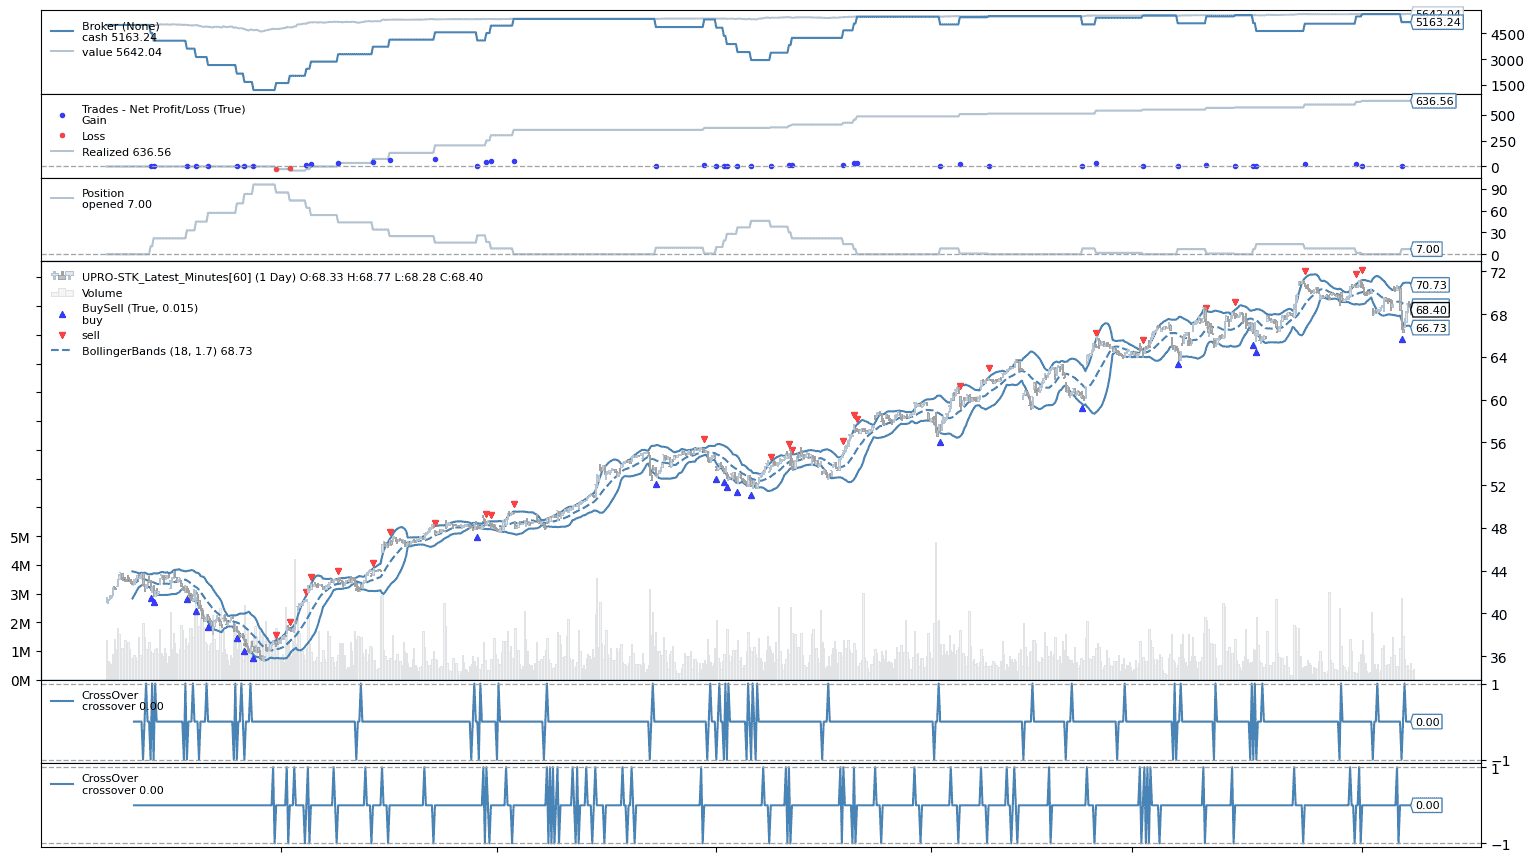 Broker (None)
cash 5163.24
value 5642.04
5642.04
5163.24
4500
3000
1500
Trades - Net Profit/Loss (True)
Gain
Loss
Realized 636.56
636.56
500
250
0
Position
opened 7.00
90
60
30
7.00
0
UPRO-STK_Latest_Minutes[60] (1 Day) O:68.33 H:68.77 L:68.28 C:68.40
Volume
BuySell (True, 0.015)
buy
sell
BollingerBands (18, 1.7) 68.73
72
70.73
68.40
66.73
68
64
60
56
52
48
44
40
36
5M
4M
3M
2M
1M
0M
CrossOver
crossover 0.00
1
0.00
−1
CrossOver
crossover 0.00
1
0.00
−1